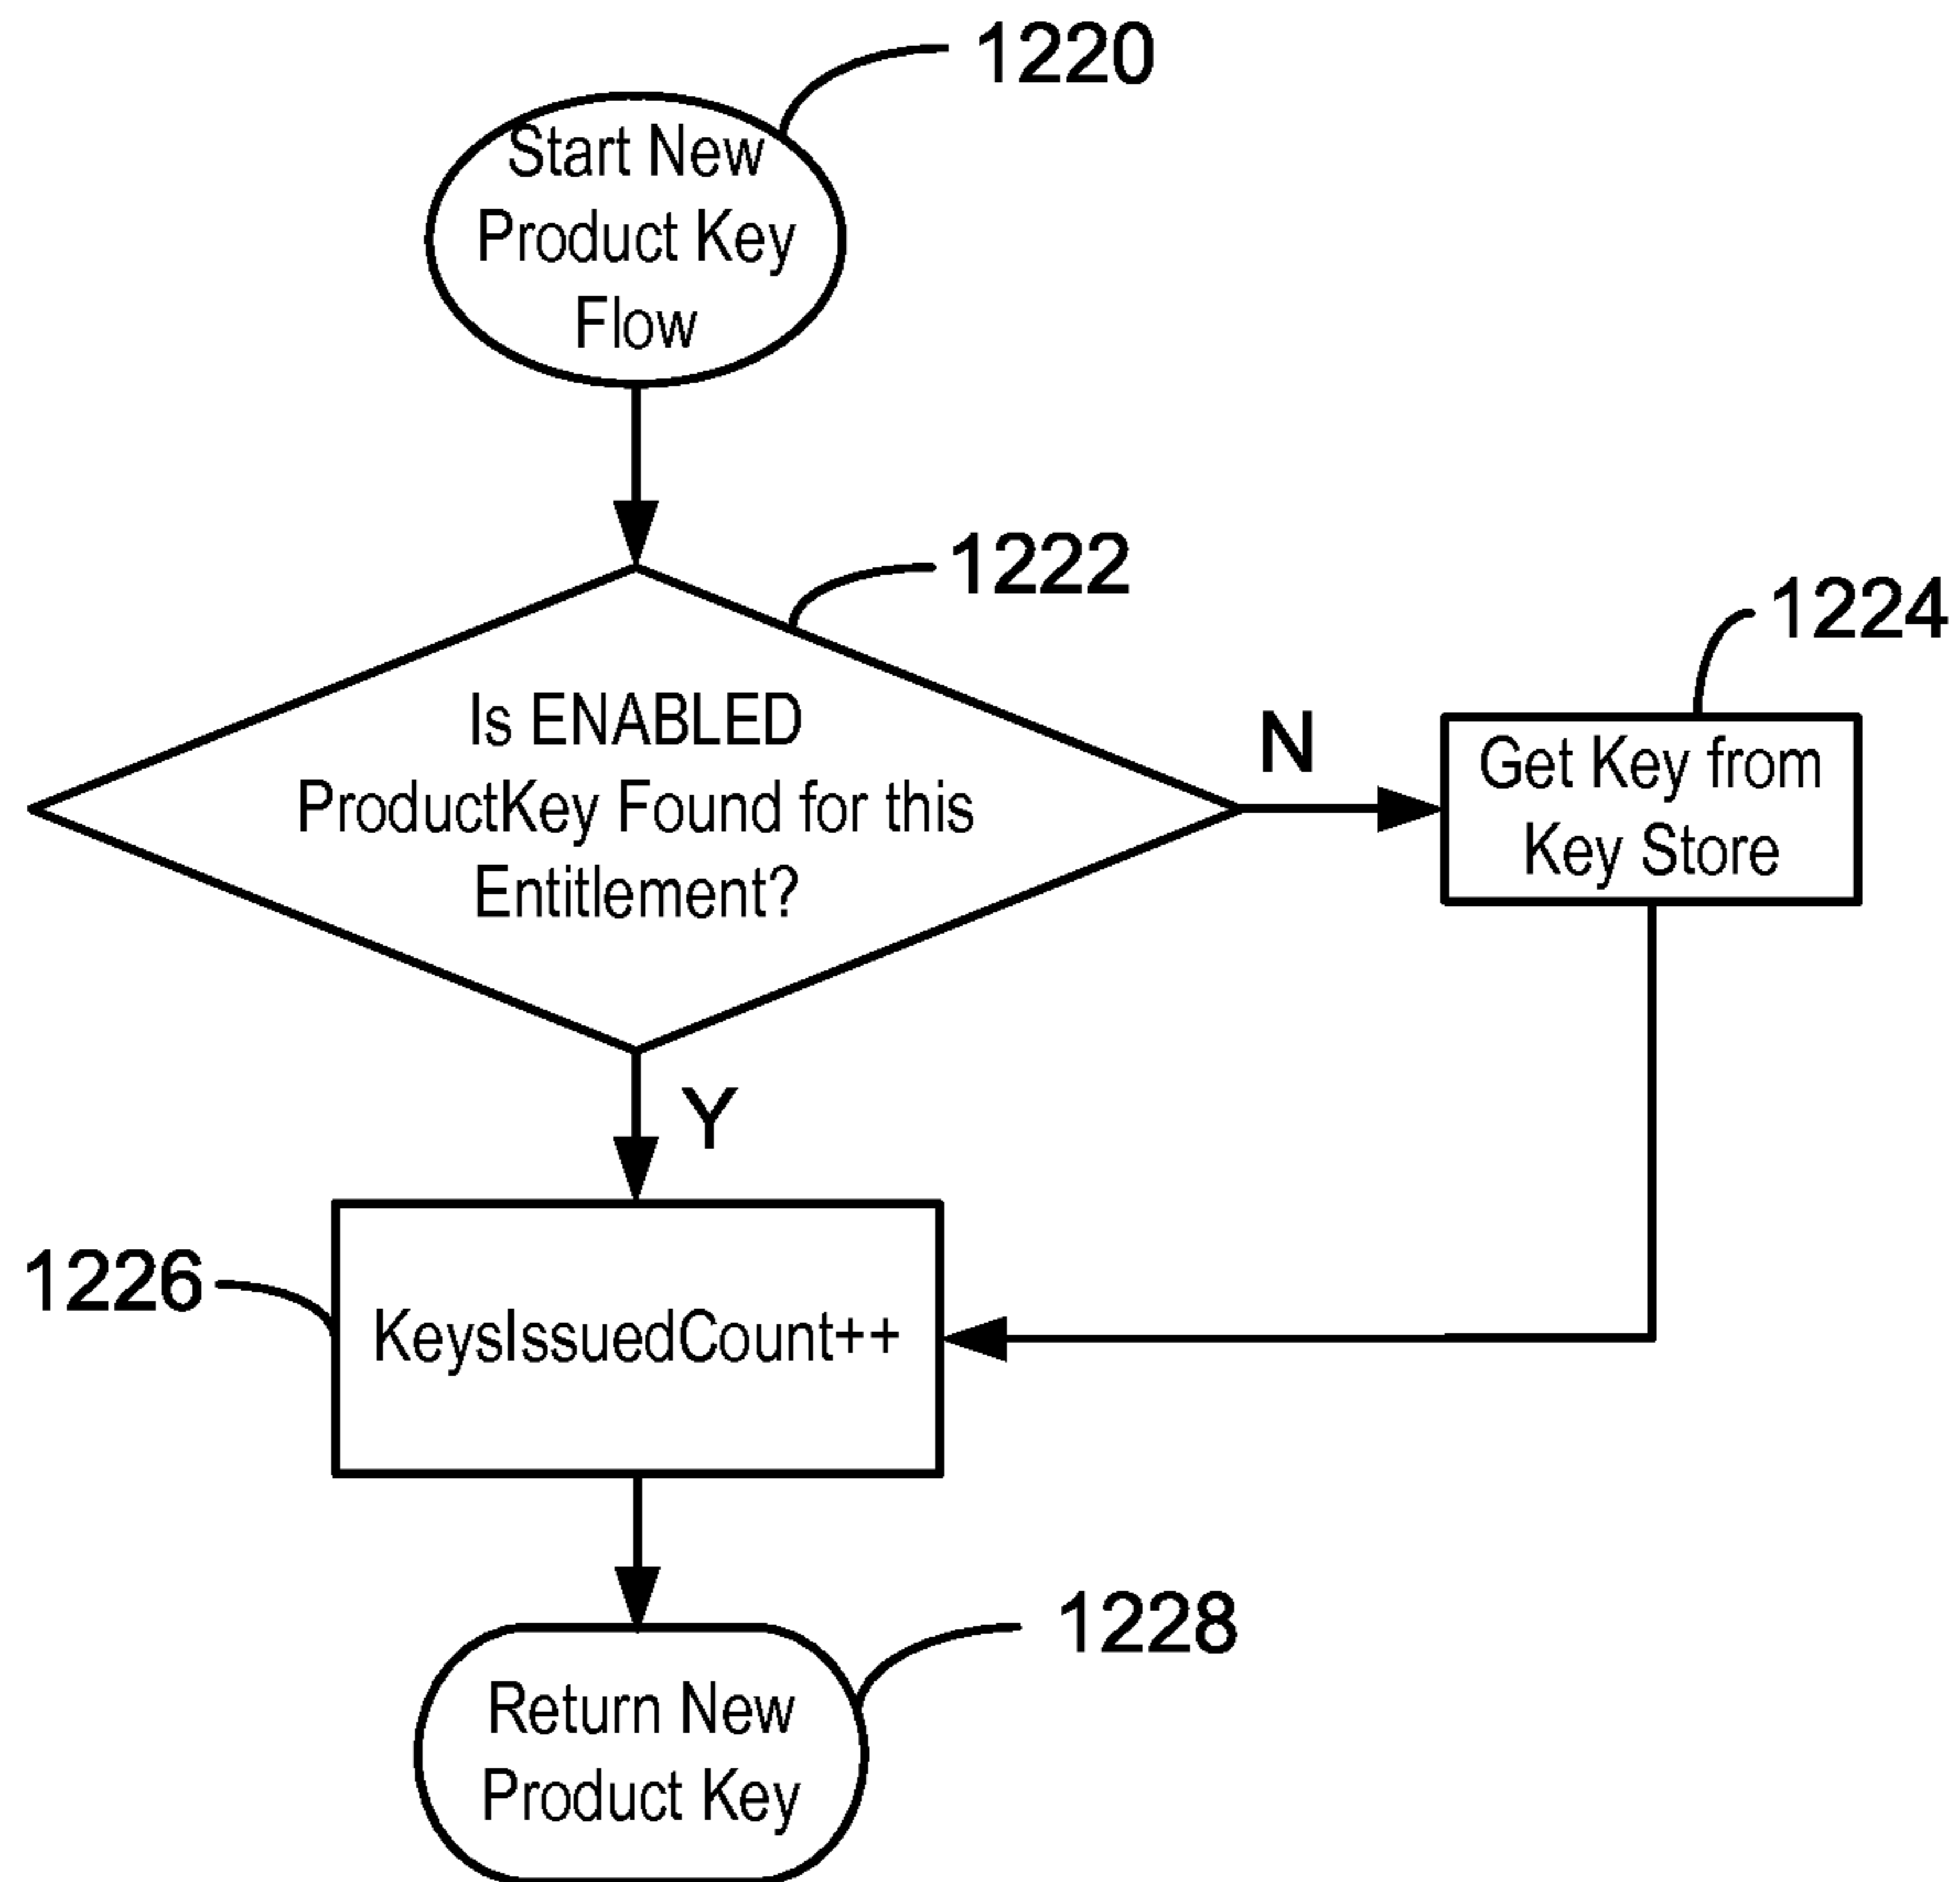 1220
Start New
Product Key
Flow
1222
Is ENABLED
ProductKey Found for this
Entitlement?
N
1224
Get Key from
Key Store
Y
1226
KeysIssuedCount++
1228
Return New
Product Key